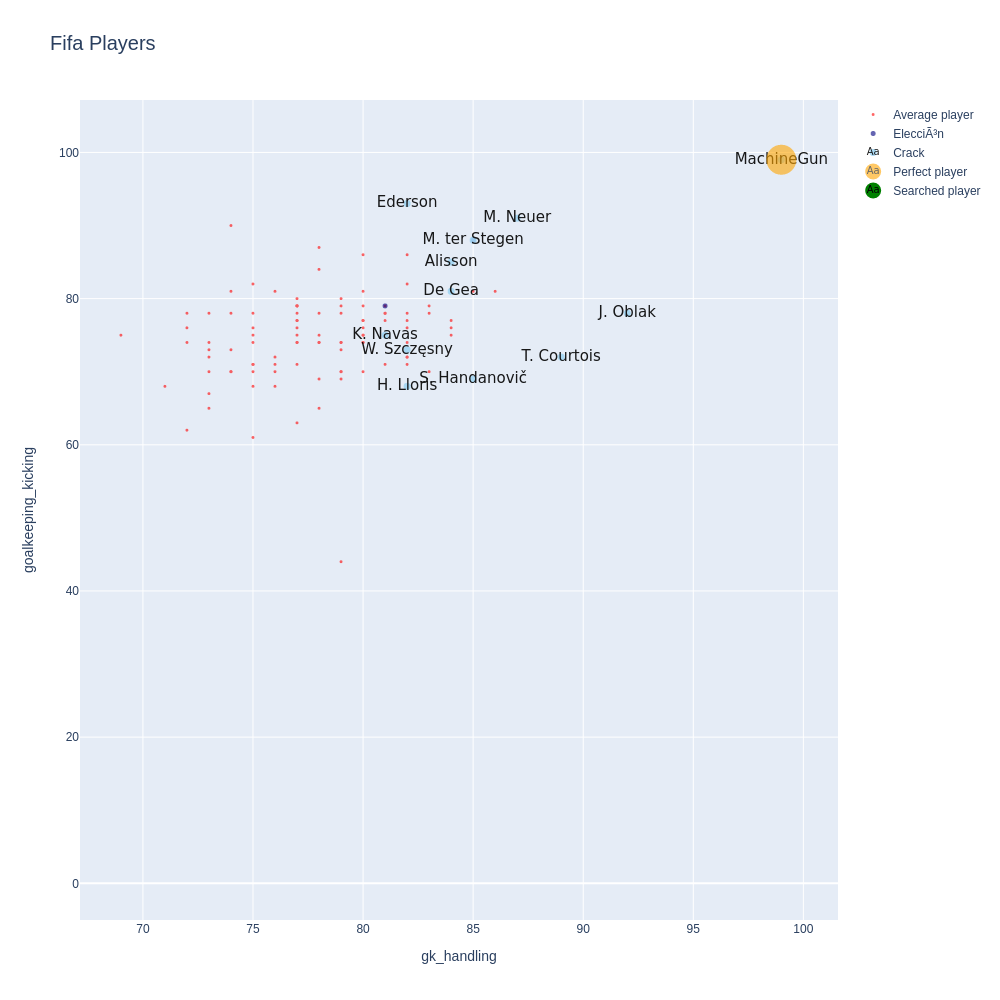 Fifa Players
Average player
ElecciÃ³n
Aa Crack
Aa Perfect player
Aa Searched player
MachineGun
Ederson
M. Neuer
M. ter Stegen
Alisson
De Gea
J. Oblak
K. Navas
W. Szczęsny
T. Courtois
S. Handanovič
H. Lloris
100
80
60
40
20
0
goalkeeping_kicking
70 75 80 85 90 95 100
gk_handling